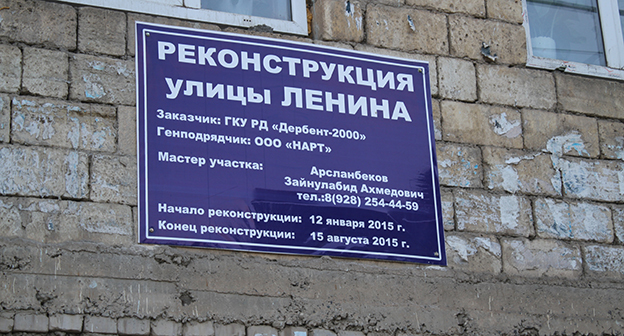 РЕКОНСТРУКЦИЯ
УЛИЦЫ ЛЕНИНА
Заказчик: ГКУ РД «Дербент-2000»
Генподрядчик: ООО «НАРТ»
Мастер участка: Арсланбеков
Зайнулабид Ахмедович
тел.:8(928) 254-44-59
Начало реконструкции: 12 января 2015 г.
Конец реконструкции: 15 августа 2015 г.